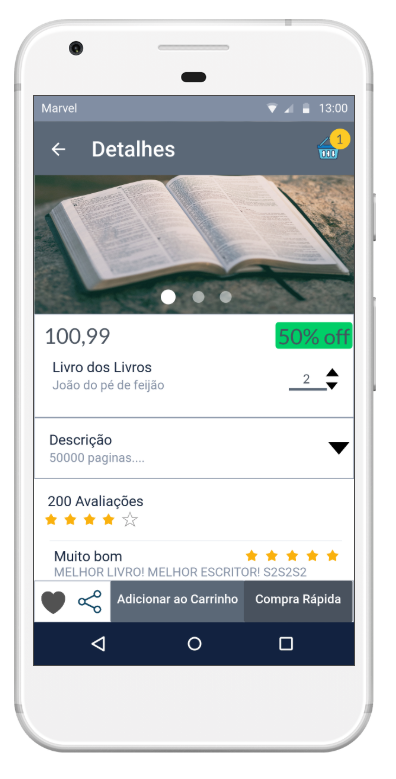 Marvel 13:00
Detalhes 1
100,99 50% off
Livro dos Livros
João do pé de feijão 2
Descrição
50000 paginas....
200 Avaliações
Muito bom
MELHOR LIVRO! MELHOR ESCRITOR! S2S2S2
Adicionar ao Carrinho Compra Rápida